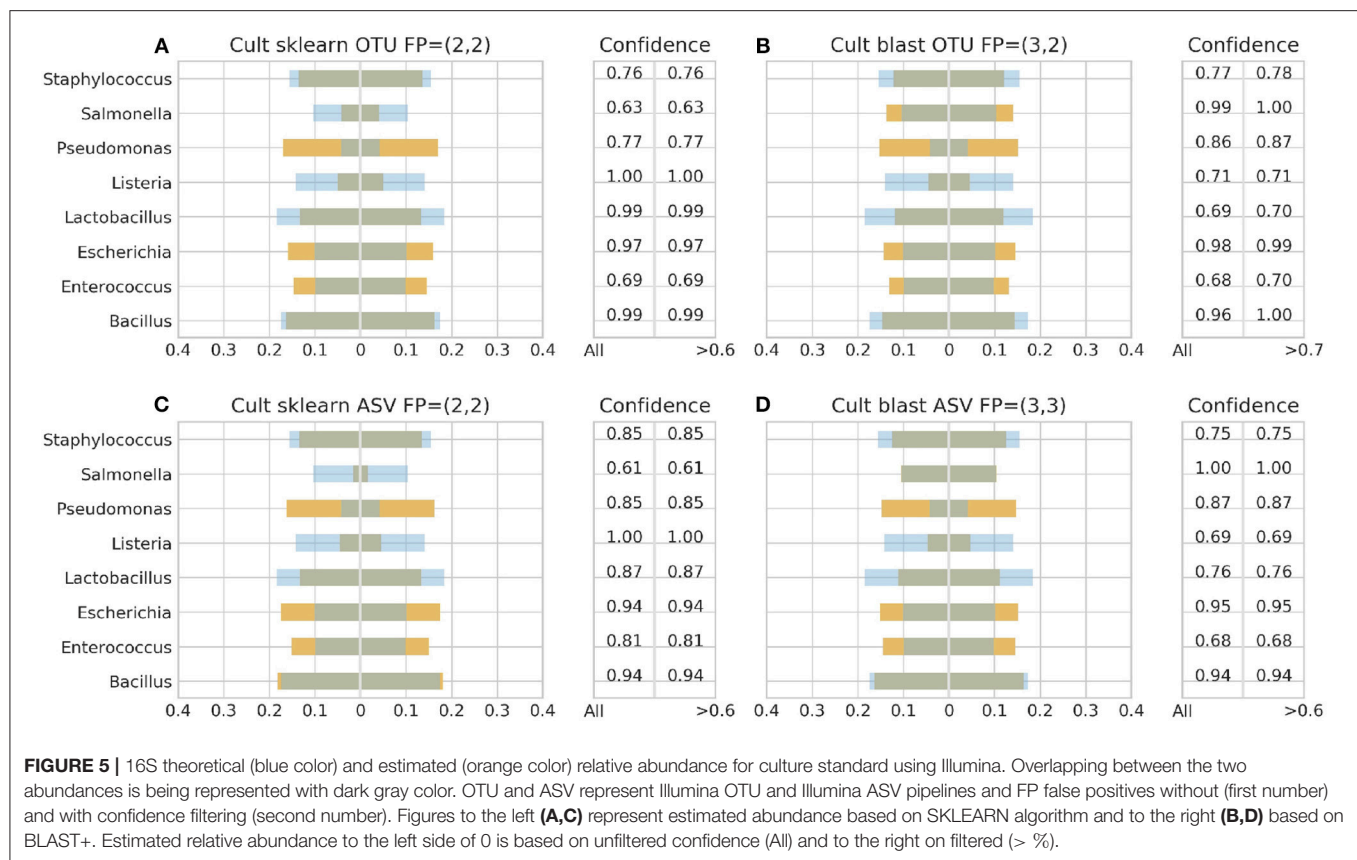 A Cult sklearn OTU FP=(2,2) Confidence
Staphylococcus 0.76 0.76
Salmonella 0.63 0.63
Pseudomonas 0.77 0.77
Listeria 1.00 1.00
Lactobacillus 0.99 0.99
Escherichia 0.97 0.97
Enterococcus 0.69 0.69
Bacillus 0.99 0.99
0.4 0.3 0.2 0.1 0 0.1 0.2 0.3 0.4 All >0.6
B Cult blast OTU FP=(3,2) Confidence
0.77 0.78
0.99 1.00
0.86 0.87
0.71 0.71
0.69 0.70
0.98 0.99
0.68 0.70
0.96 1.00
0.4 0.3 0.2 0.1 0 0.1 0.2 0.3 0.4 All >0.7
C Cult sklearn ASV FP=(2,2) Confidence
Staphylococcus 0.85 0.85
Salmonella 0.61 0.61
Pseudomonas 0.85 0.85
Listeria 1.00 1.00
Lactobacillus 0.87 0.87
Escherichia 0.94 0.94
Enterococcus 0.81 0.81
Bacillus 0.94 0.94
0.4 0.3 0.2 0.1 0 0.1 0.2 0.3 0.4 All >0.6
D Cult blast ASV FP=(3,3) Confidence
0.75 0.75
1.00 1.00
0.87 0.87
0.69 0.69
0.76 0.76
0.95 0.95
0.68 0.68
0.94 0.94
0.4 0.3 0.2 0.1 0 0.1 0.2 0.3 0.4 All >0.6
FIGURE 5 | 16S theoretical (blue color) and estimated (orange color) relative abundance for culture standard using Illumina. Overlapping between the two
abundances is being represented with dark gray color. OTU and ASV represent Illumina OTU and Illumina ASV pipelines and FP false positives without (first number)
and with confidence filtering (second number). Figures to the left (A,C) represent estimated abundance based on SKLEARN algorithm and to the right (B,D) based on
BLAST+. Estimated relative abundance to the left side of 0 is based on unfiltered confidence (All) and to the right on filtered (> %).